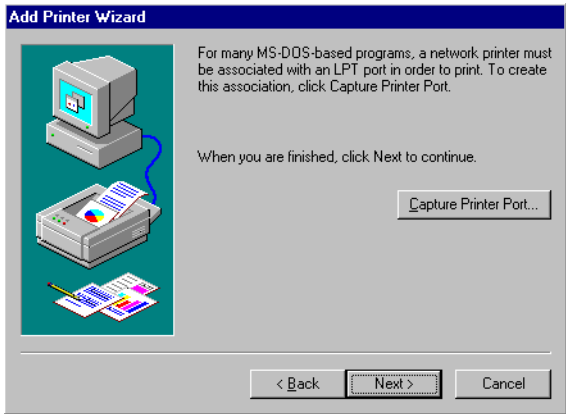 Add Printer Wizard
For many MS-DOS-based programs, a network printer must
be associated with an LPT port in order to print. To create
this association, click Capture Printer Port.
When you are finished, click Next to continue.
Capture Printer Port...
< Back Next > Cancel